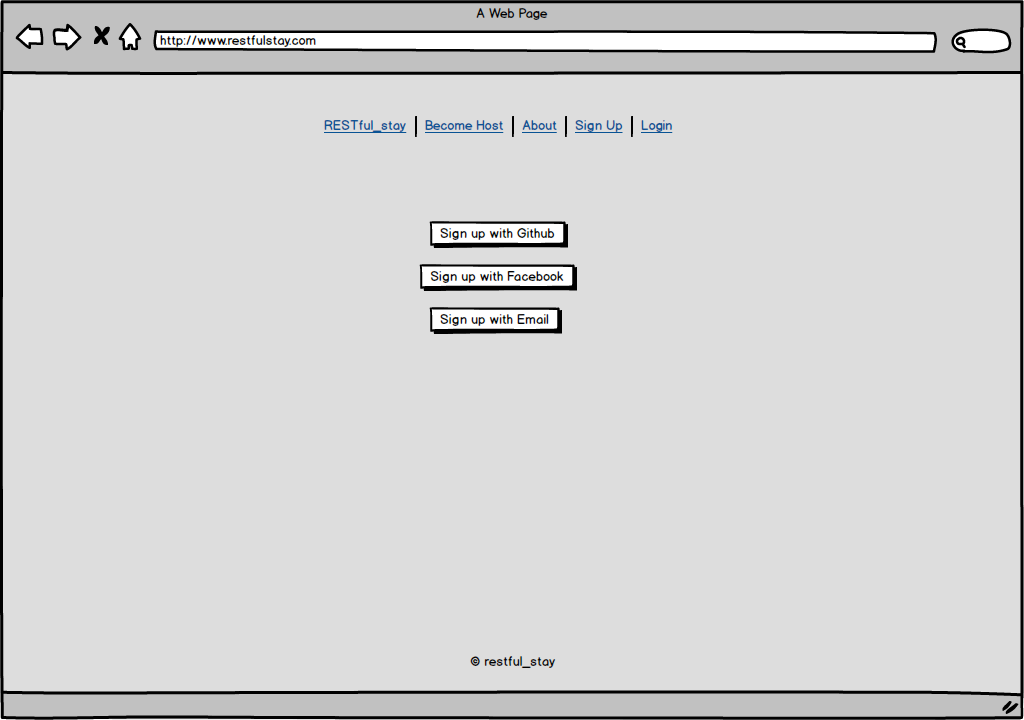 A Web Page
http://www.restfulstay.com
RESTful_stay Become Host About Sign Up Login
Sign up with Github
Sign up with Facebook
Sign up with Email
© restful_stay